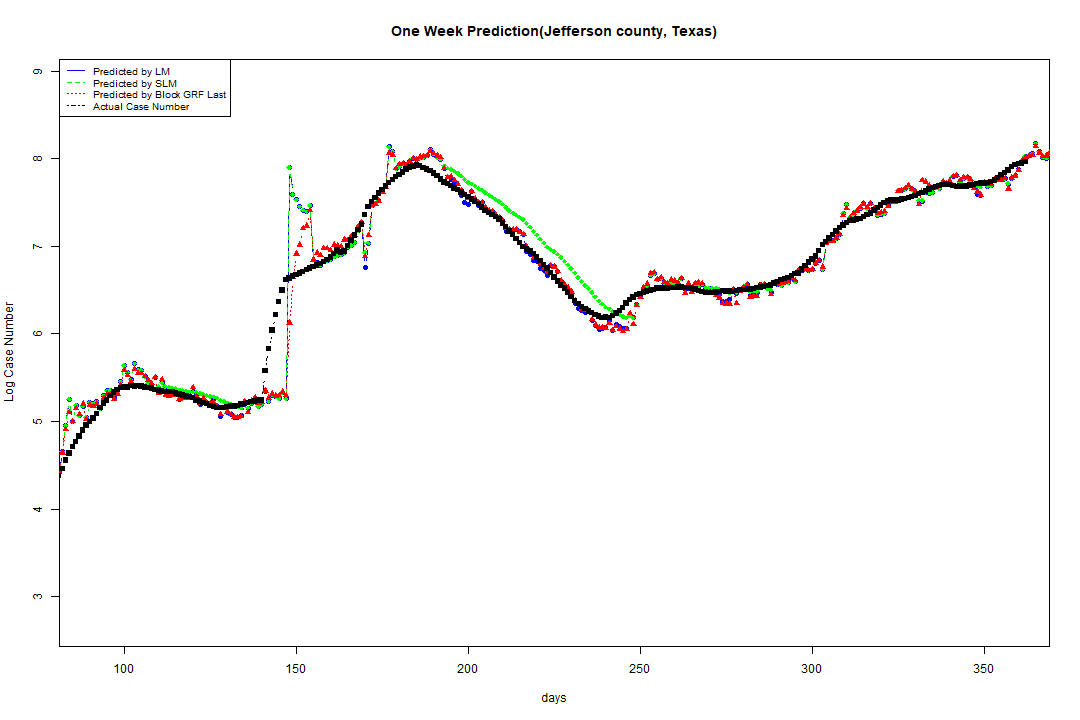 One Week Prediction(Jefferson county, Texas)
Predicted by LM
Predicted by SLM
Predicted by Block GRF Last
Actual Case Number
9
8
7
6
5
4
3
Log Case Number
100 150 200 250 300 350
days